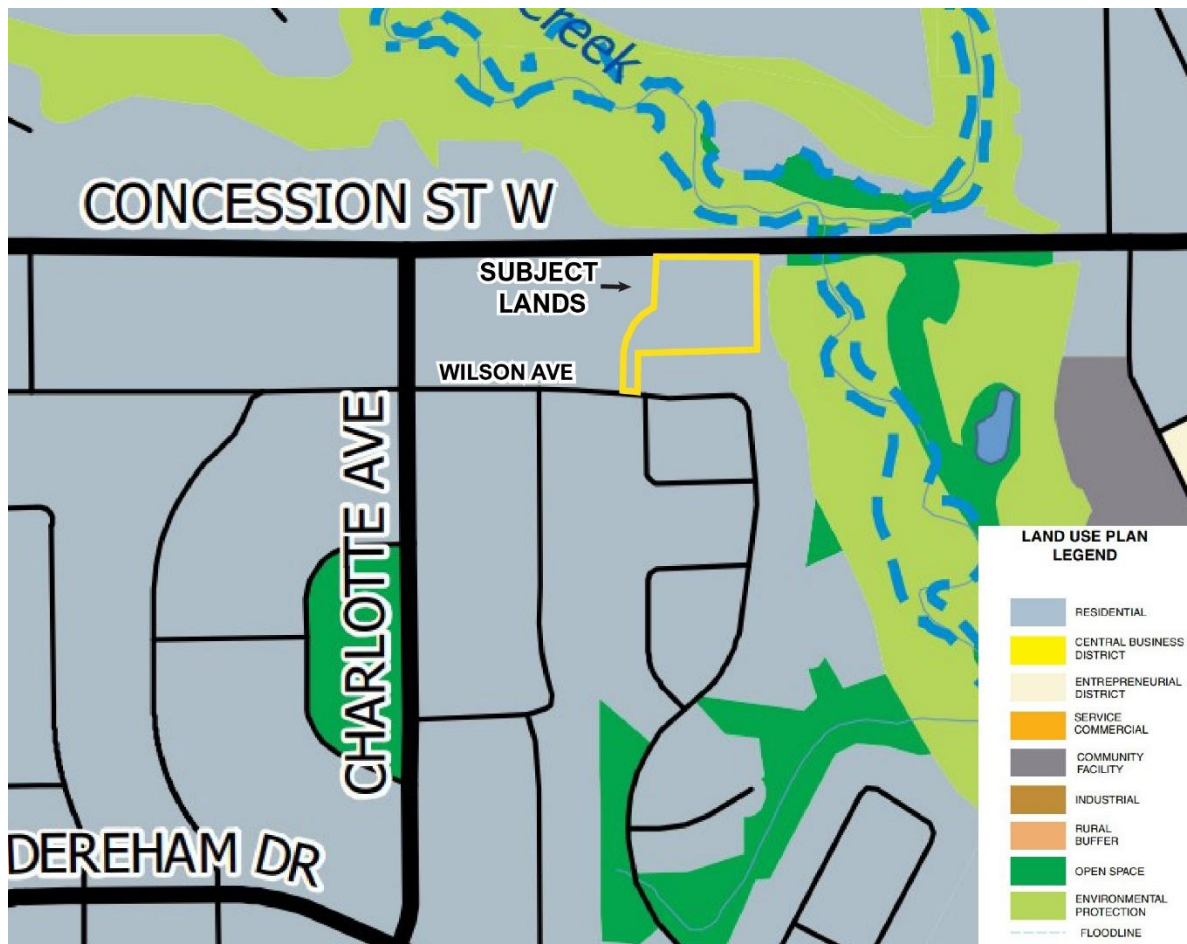 Creek
CONCESSION ST W
SUBJECT
LANDS
WILSON AVE
CHARLOTTE AVE
DEREHAM DR
LAND USE PLAN
LEGEND
RESIDENTIAL
CENTRAL BUSINESS
DISTRICT
ENTREPRENEURIAL
DISTRICT
SERVICE
COMMERCIAL
COMMUNITY
FACILITY
INDUSTRIAL
RURAL
BUFFER
OPEN SPACE
ENVIRONMENTAL
PROTECTION
FLOODLINE